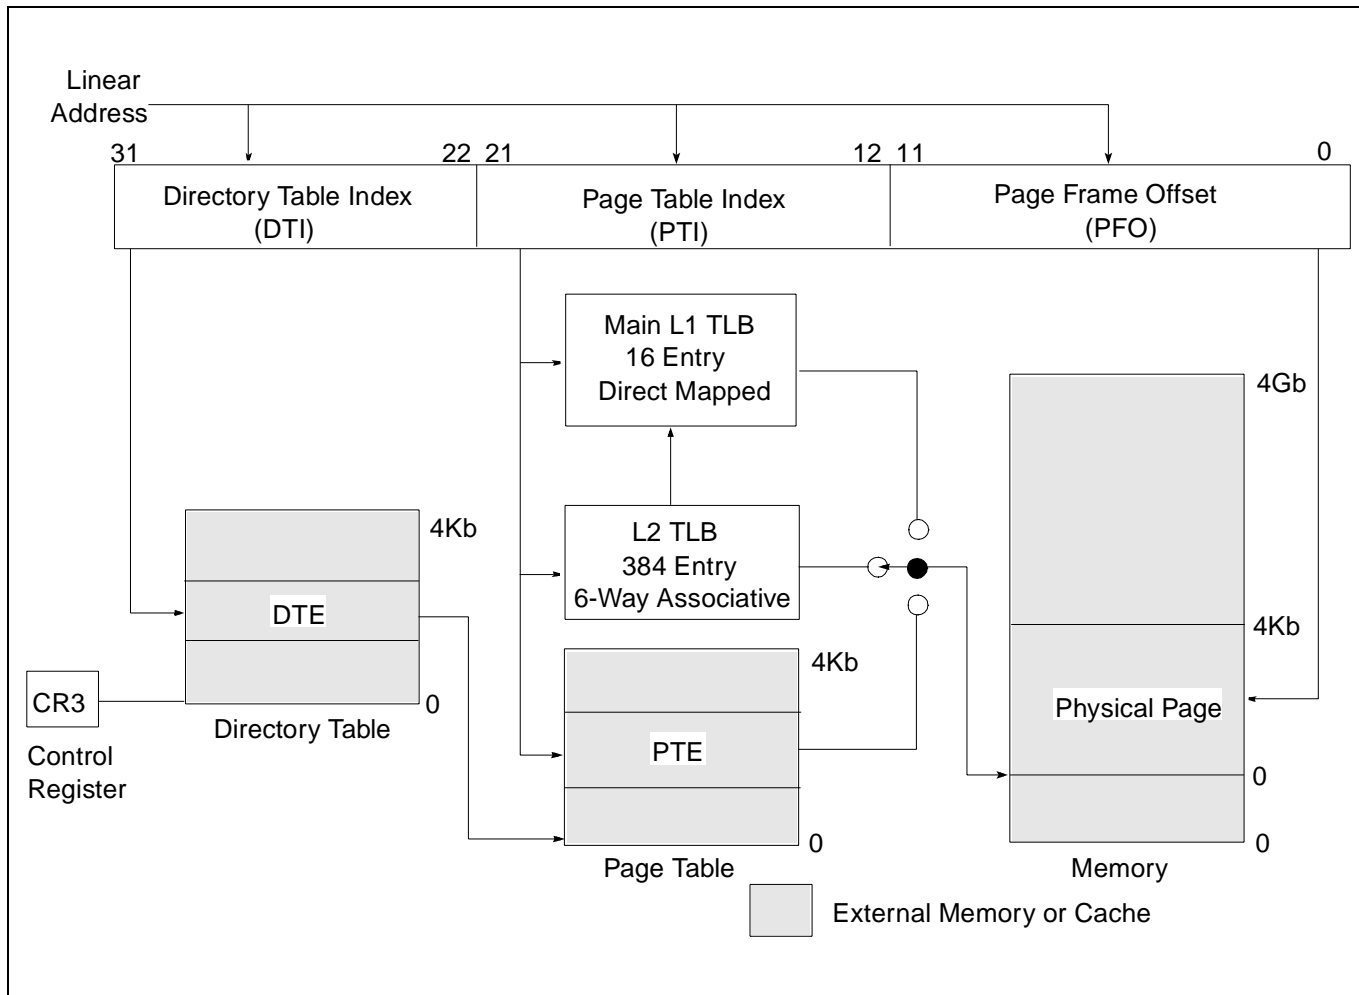 Linear
Address
31
22
21
12
11
0
Directory Table Index
(DTI)
Page Table Index
(PTI)
Page Frame Offset
(PFO)
Main L1 TLB
16 Entry
Direct Mapped
4Gb
4Kb
L2 TLB
384 Entry
6-Way Associative
DTE
4Kb
4Kb
CR3
0
Directory Table
Physical Page
Control
Register
PTE
0
0
0
Page Table
Memory
External Memory or Cache